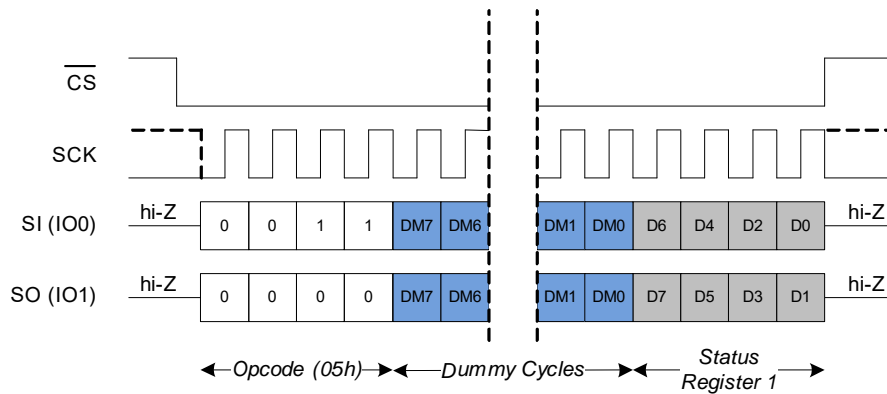 CS
SCK
hi-Z hi-Z
SI (IO0) 0 0 1 1 DM7 DM6 DM1 DM0 D6 D4 D2 D0
hi-Z hi-Z
SO (IO1) 0 0 0 0 DM7 DM6 DM1 DM0 D7 D5 D3 D1
Opcode (05h) Dummy Cycles Status
Register 1